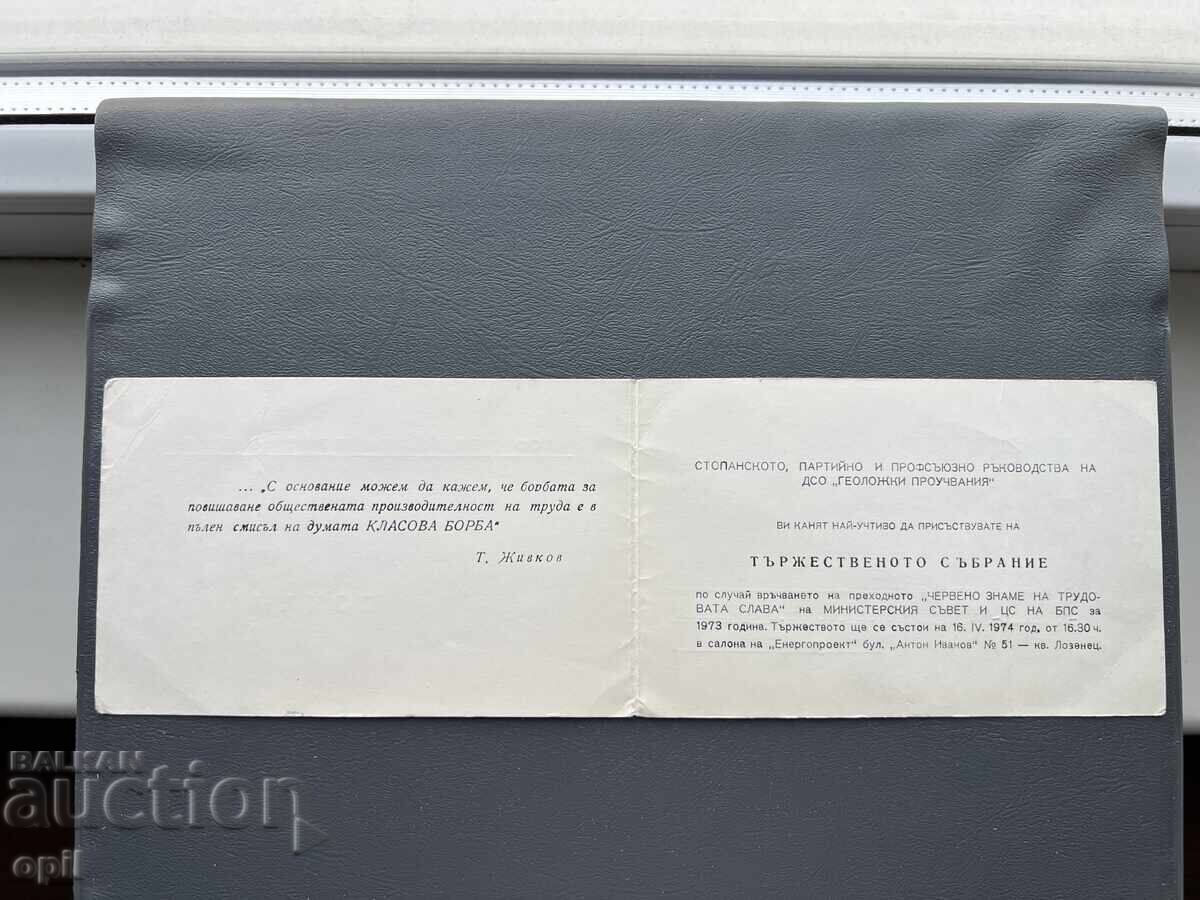 ... „С основание можем да кажем, че борбата за
повишаване обществената производителност на труда е в
пълен смисъл на думата КЛАСОВА БОРБА“
Т. Живков
СТОПАНСКОТО, ПАРТИЙНО И ПРОФСЪЮЗНО РЪКОВОДСТВА НА
ДСО „ГЕОЛОЖКИ ПРОУЧВАНИЯ“
ВИ КАНЯТ НАЙ-УЧТИВО ДА ПРИСЪСТВУВАТЕ НА
ТЪРЖЕСТВЕНОТО СЪБРАНИЕ
по случай връчването на преходното „ЧЕРВЕНО ЗНАМЕ НА ТРУДО-
ВАТА СЛАВА“ на МИНИСТЕРСКИЯ СЪВЕТ И ЦС НА БПС за
1973 година. Тържеството ще се състои на 16. IV. 1974 год, от 16.30 ч.
в салона на „Енергопроект“ бул. „Антон Иванов“ № 51 — кв. Лозенец.
BALKAN
auction
opil